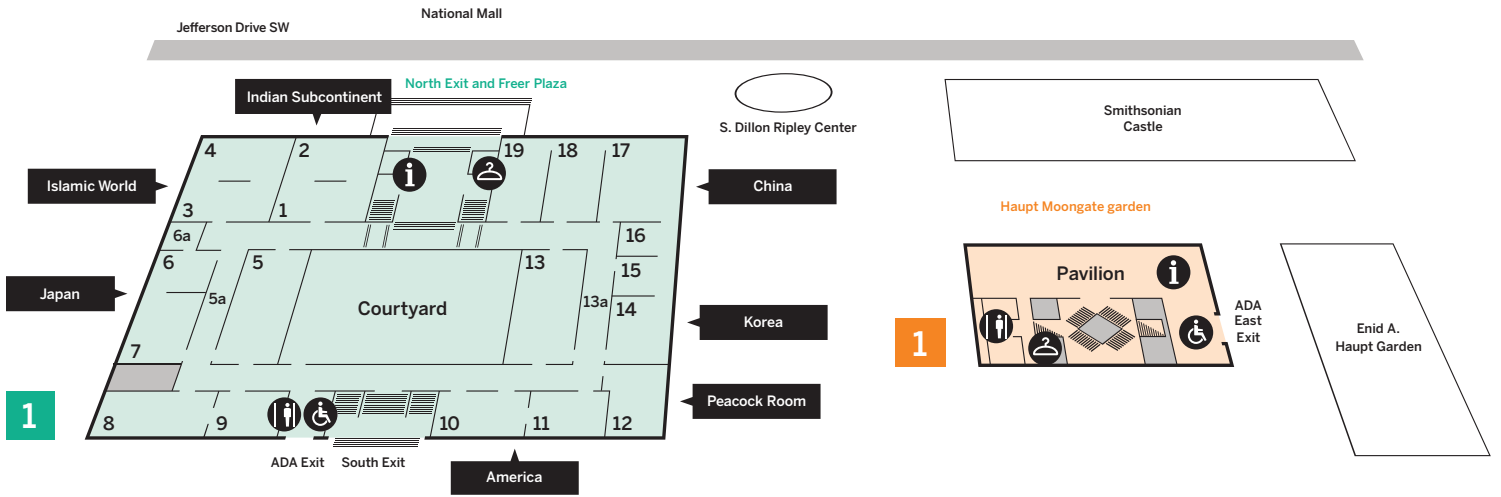 National Mall
Jefferson Drive SW
North Exit and Freer Plaza
Indian Subcontinent
S. Dillon Ripley Center
Smithsonian
Castle
4
2
19
18
17
Islamic World
China
3
1
6a
16
Haupt Moongate garden
6
5
13
15
Pavilion
i
i
Japan
5a
Courtyard
13a
14
Korea
ADA
East
Exit
1
Enid A.
Haupt Garden
7
Peacock Room
1
8
9
10
11
12
ADA Exit
South Exit
America